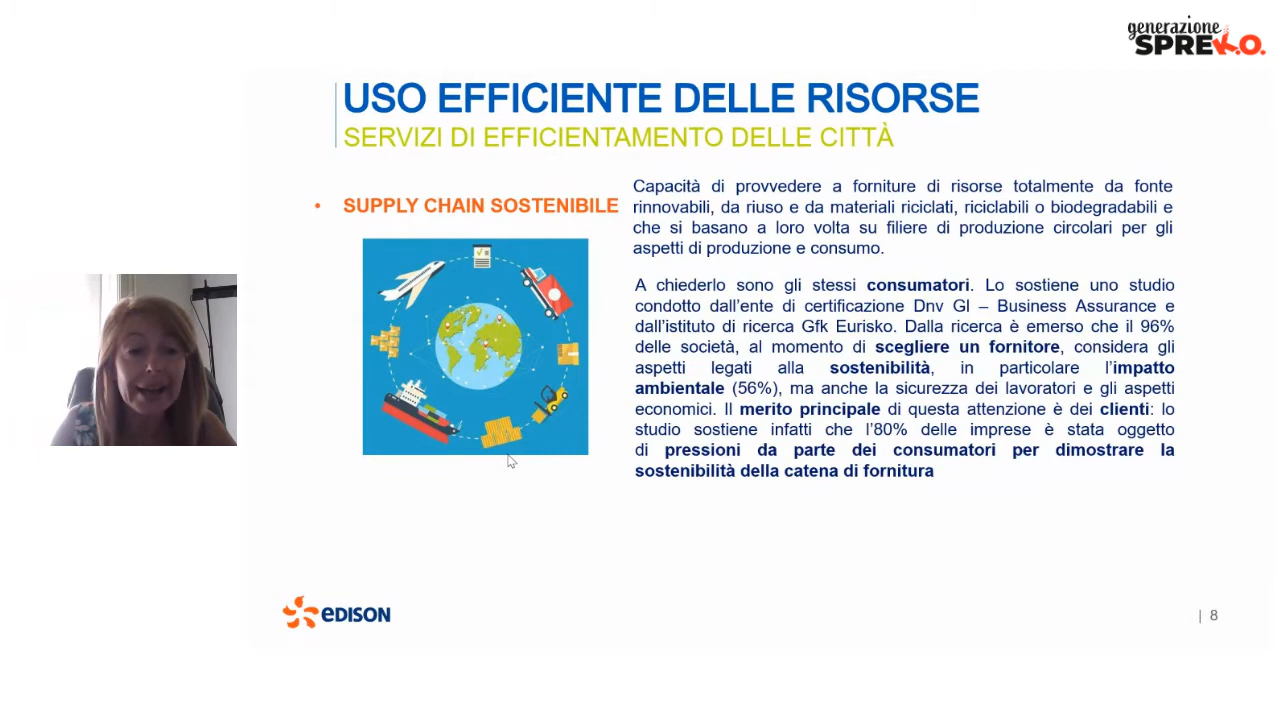 generazione
SPREK.O.
USO EFFICIENTE DELLE RISORSE
SERVIZI DI EFFICIENTAMENTO DELLE CITTÀ
• SUPPLY CHAIN SOSTENIBILE
Capacità di provvedere a forniture di risorse totalmente da fonte
rinnovabili, da riuso e da materiali riciclati, riciclabili o biodegradabili e
che si basano a loro volta su filiere di produzione circolari per gli
aspetti di produzione e consumo.
A chiederlo sono gli stessi consumatori. Lo sostiene uno studio
condotto dall'ente di certificazione Dnv Gl – Business Assurance e
dall'istituto di ricerca Gfk Eurisko. Dalla ricerca è emerso che il 96%
delle società, al momento di scegliere un fornitore, considera gli
aspetti legati alla sostenibilità, in particolare l'impatto
ambientale (56%), ma anche la sicurezza dei lavoratori e gli aspetti
economici. Il merito principale di questa attenzione è dei clienti: lo
studio sostiene infatti che l'80% delle imprese è stata oggetto
di pressioni da parte dei consumatori per dimostrare la
sostenibilità della catena di fornitura
eDISON
| 8